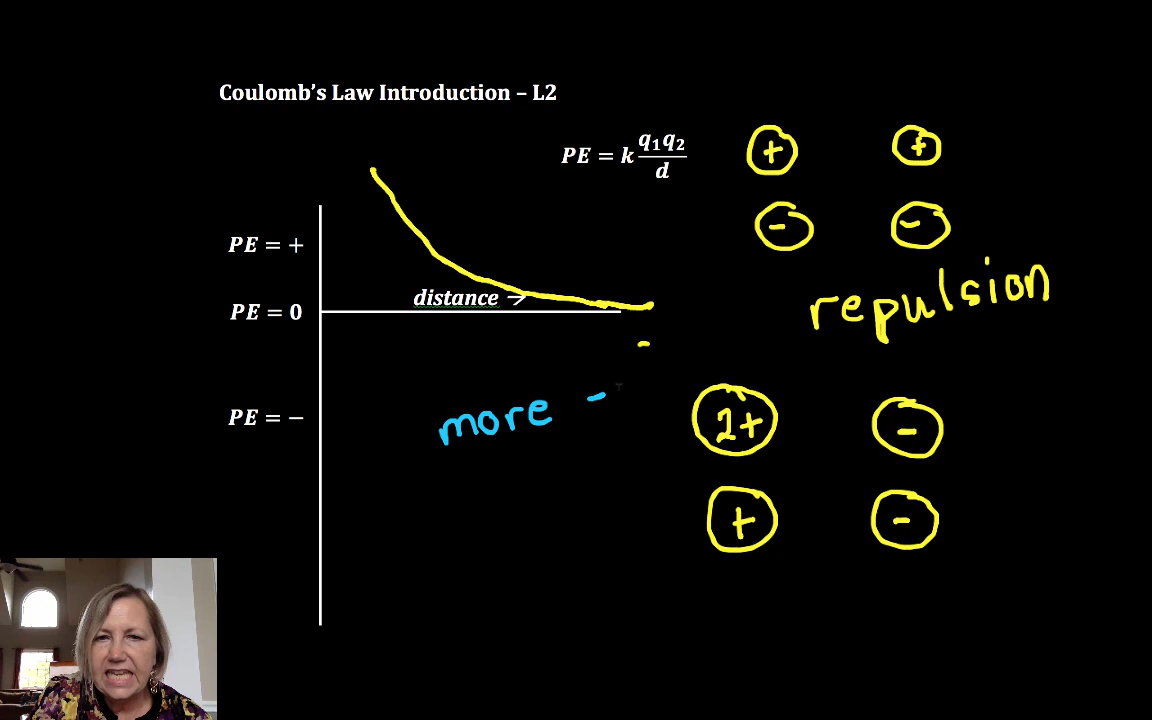 Coulomb's Law Introduction – L2
PE = k q₁q₂ / d
+ +
- -
PE = +
repulsion
distance →
PE = 0
-
more -
PE = −
2+ -
+ -